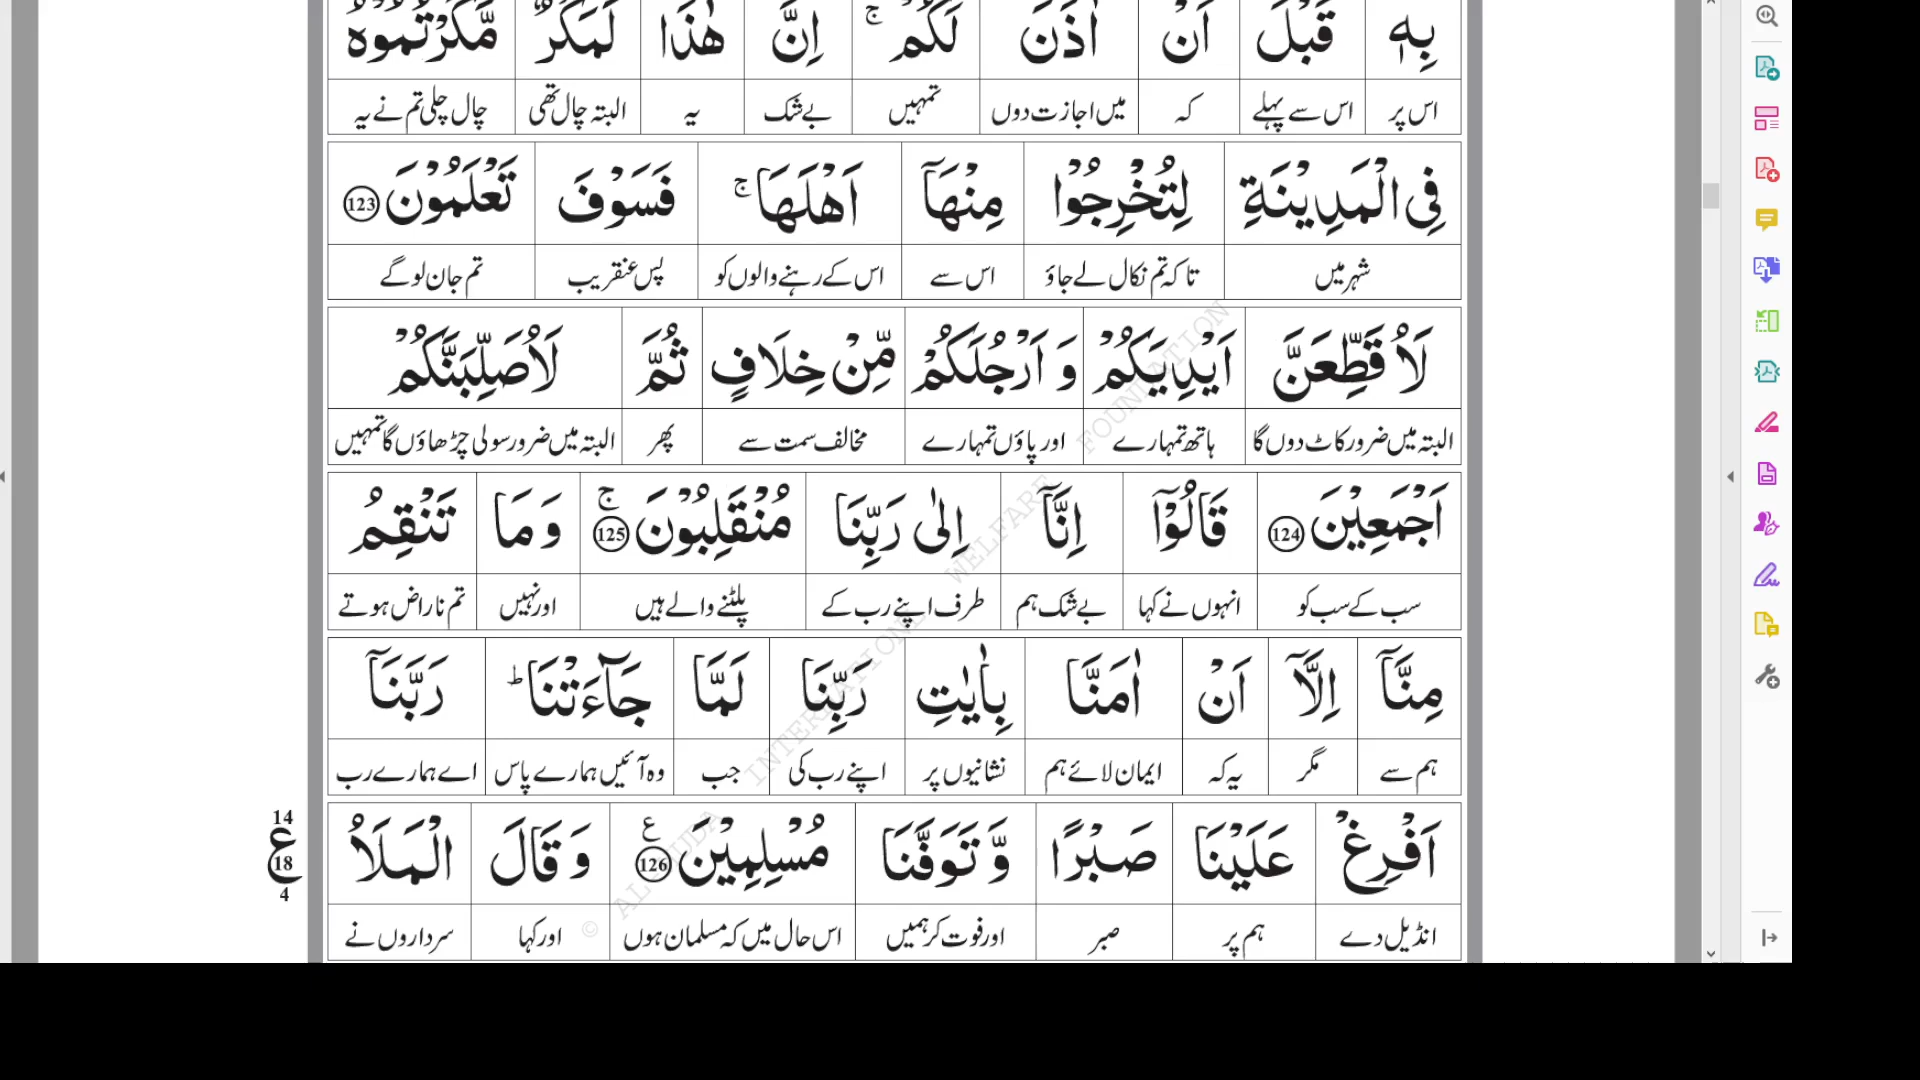 بِهٖ قَبْلَ اَنْ اٰذَنَ لَكُمْ ۚ اِنَّ هٰذَا لَمَكْرٌ مَّكَرْتُمُوْهُ
اس پر اس سے پہلے کہ میں اجازت دوں تمہیں بے شک یہ البتہ چال تھی چال چلی تم نے یہ
فِی الْمَدِیْنَةِ لِتُخْرِجُوْا مِنْهَاۤ اَهْلَهَا ۚ فَسَوْفَ تَعْلَمُوْنَ 123
شہر میں تاکہ تم نکال لے جاؤ اس سے اس کے رہنے والوں کو پس عنقریب تم جان لوگے
لَاُقَطِّعَنَّ اَیْدِیَكُمْ وَ اَرْجُلَكُمْ مِّنْ خِلَافٍ ثُمَّ لَاُصَلِّبَنَّكُمْ
البتہ میں ضرور کاٹ دوں گا ہاتھ تمہارے اور پاؤں تمہارے مخالف سمت سے پھر البتہ میں ضرور سولی چڑھاؤں گا تمہیں
اَجْمَعِیْنَ 124 قَالُوْۤا اِنَّاۤ اِلٰی رَبِّنَا مُنْقَلِبُوْنَ ۚ 125 وَ مَا تَنْقِمُ
سب کے سب کو انہوں نے کہا بے شک ہم طرف اپنے رب کے پلٹنے والے ہیں اور نہیں تم ناراض ہوتے
مِنَّاۤ اِلَّاۤ اَنْ اٰمَنَّا بِاٰیٰتِ رَبِّنَا لَمَّا جَآءَتْنَا ؕ رَبَّنَاۤ
ہم سے مگر یہ کہ ایمان لائے ہم نشانیوں پر اپنے رب کی جب وہ آئیں ہمارے پاس اے ہمارے رب
اَفْرِغْ عَلَیْنَا صَبْرًا وَّ تَوَفَّنَا مُسْلِمِیْنَ ع 126 وَ قَالَ الْمَلَاُ
14 ع 18 4
انڈیل دے ہم پر صبر اور فوت کر ہمیں اس حال میں کہ مسلمان ہوں اور کہا سرداروں نے
© AL HUDA INTERNATIONAL WELFARE FOUNDATION